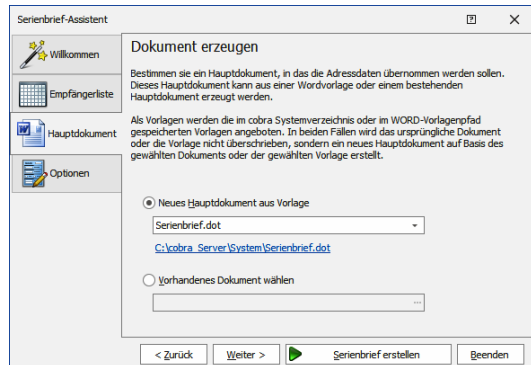 Serienbrief-Assistent
Willkommen
Empfängerliste
Hauptdokument
Optionen
Dokument erzeugen
Bestimmen sie ein Hauptdokument, in das die Adressdaten übernommen werden sollen.
Dieses Hauptdokument kann aus einer Wordvorlage oder einem bestehenden
Hauptdokument erzeugt werden.
Als Vorlagen werden die im cobra Systemverzeichnis oder im WORD-Vorlagenpfad
gespeicherten Vorlagen angeboten. In beiden Fällen wird das ursprüngliche Dokument
oder die Vorlage nicht überschrieben, sondern ein neues Hauptdokument auf Basis des
gewählten Dokuments oder der gewählten Vorlage erstellt.
Neues Hauptdokument aus Vorlage
Serienbrief.dot
C:\cobra_Server\System\Serienbrief.dot
Vorhandenes Dokument wählen
...
< Zurück Weiter > Serienbrief erstellen Beenden